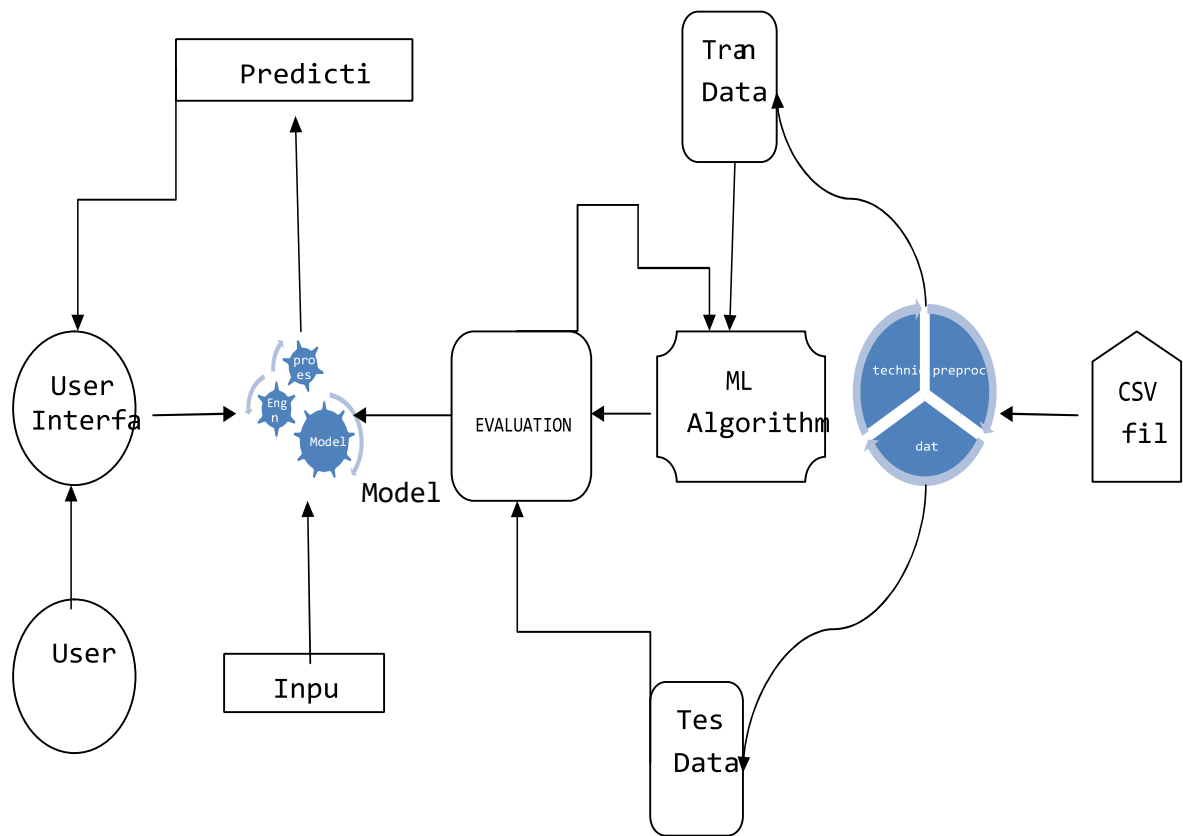 Predicti
Tran
Data
User
Interfa
pro
es
Eng
n
Model
Model
EVALUATION
ML
Algorithm
techni
preproc
dat
CSV
fil
User
Inpu
Tes
Data